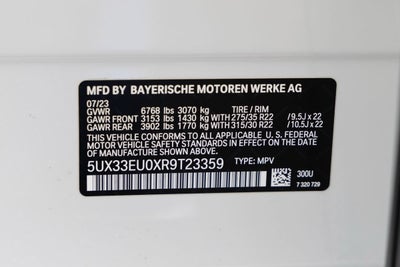 MFD BY BAYERISCHE MOTOREN WERKE AG
07/23
GVWR 6768 lbs 3070 kg TIRE / RIM
GAWR FRONT 3153 lbs 1430 kg WITH 275/35 R22 / 9.5J x 22
GAWR REAR 3902 lbs 1770 kg WITH 315/30 R22 / 10.5J x 22
THIS VEHICLE CONFORMS TO ALL APPLICABLE U.S. FEDERAL
MOTOR VEHICLE SAFETY STANDARDS IN EFFECT ON THE
DATE OF MANUFACTURE SHOWN ABOVE.
5UX33EU0XR9T23359 TYPE: MPV
300U
7 320 729